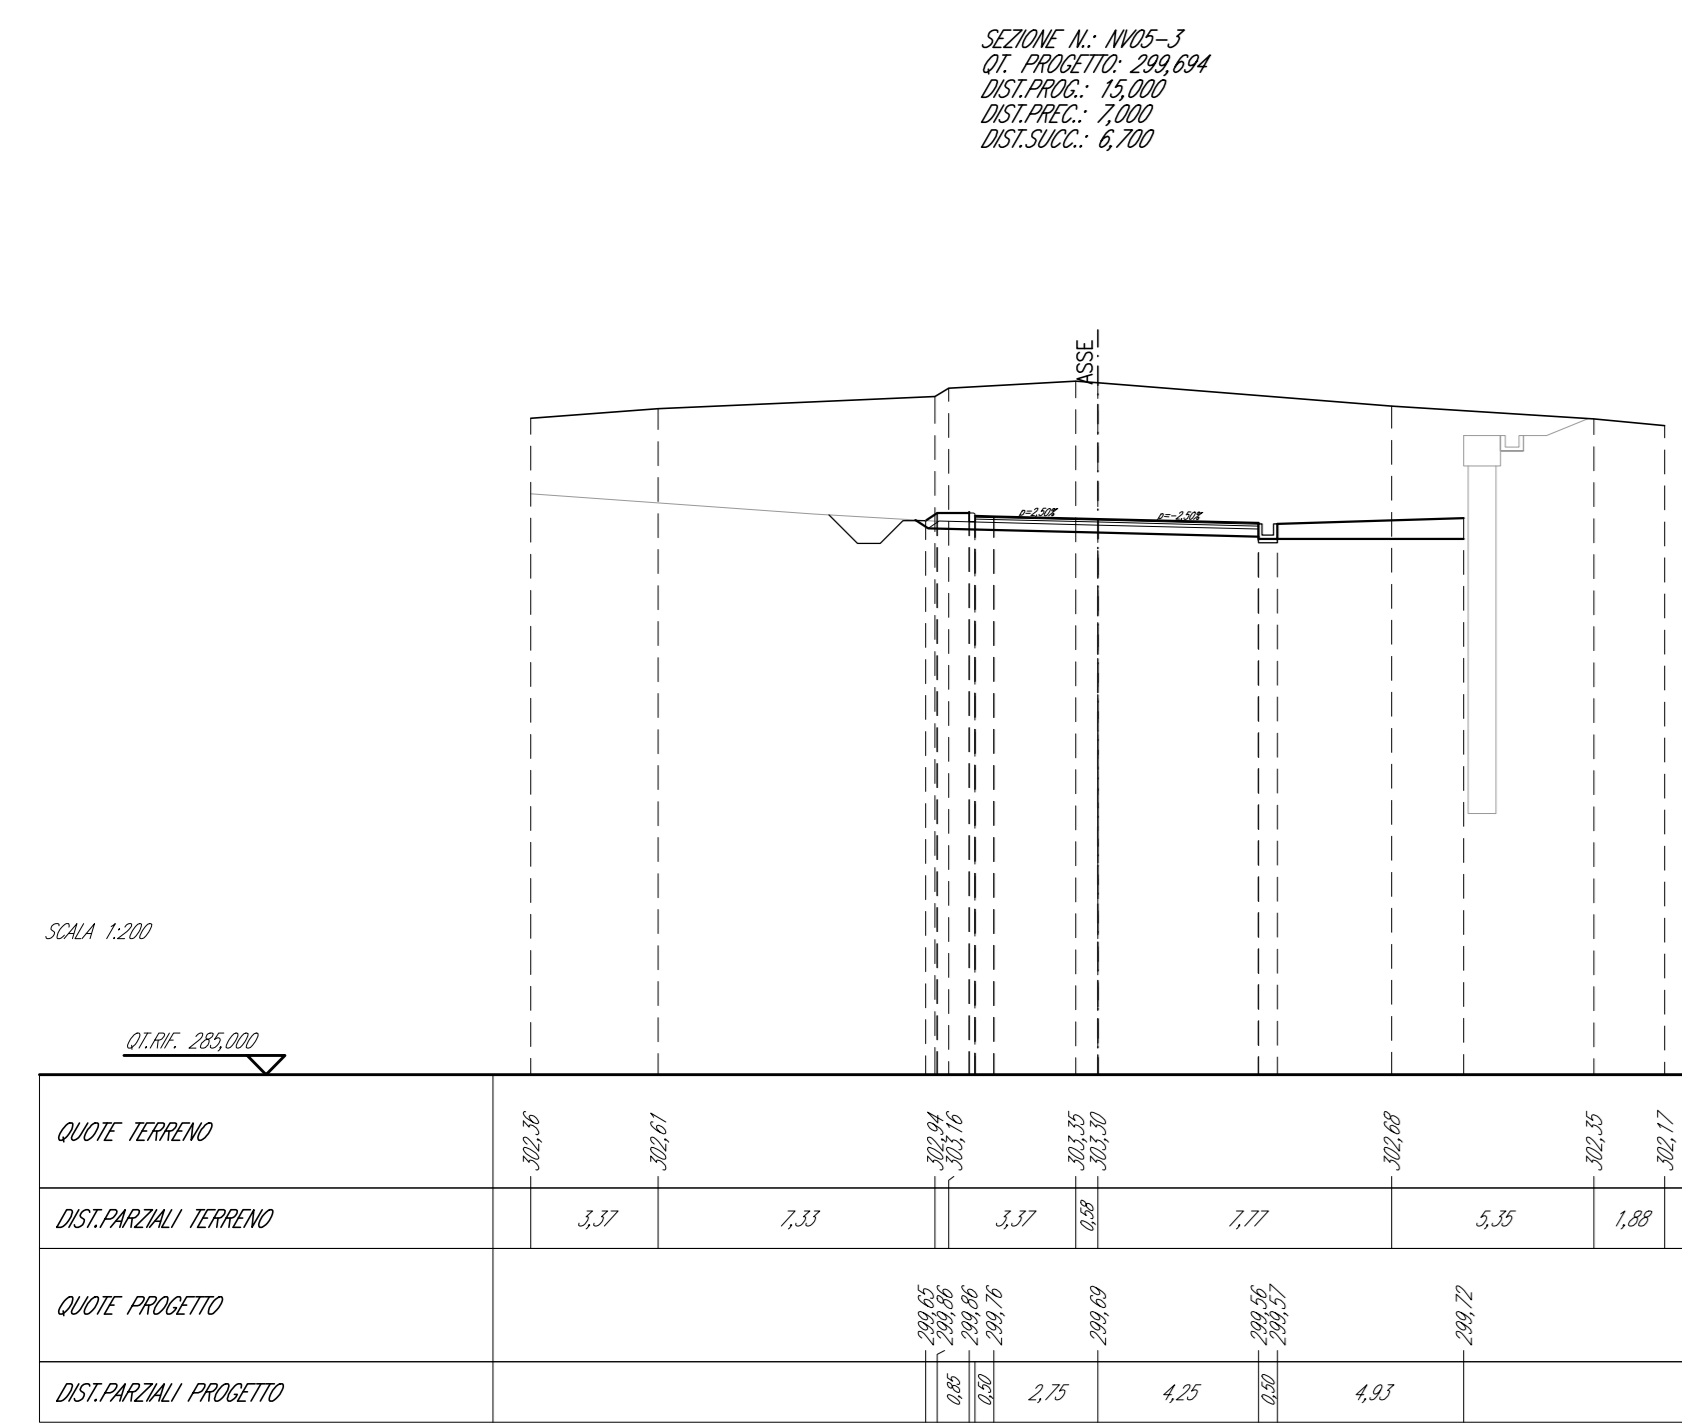 SEZIONE N.: NV05-3
QT. PROGETTO: 299,694
DIST.PROG.: 15,000
DIST.PREC.: 7,000
DIST.SUCC.: 6,700
ASSE
p=2,50% p=-2,50%
SCALA 1:200
QT.RIF. 285,000
QUOTE TERRENO 302,36 302,61 302,94 303,16 303,35 303,30 302,68 302,35 302,17
DIST.PARZIALI TERRENO 3,37 7,33 3,37 0,58 7,77 5,35 1,88
QUOTE PROGETTO 299,65 299,86 299,86 299,76 299,69 299,56 299,57 299,72
DIST.PARZIALI PROGETTO 0,85 0,50 2,75 4,25 0,50 4,93